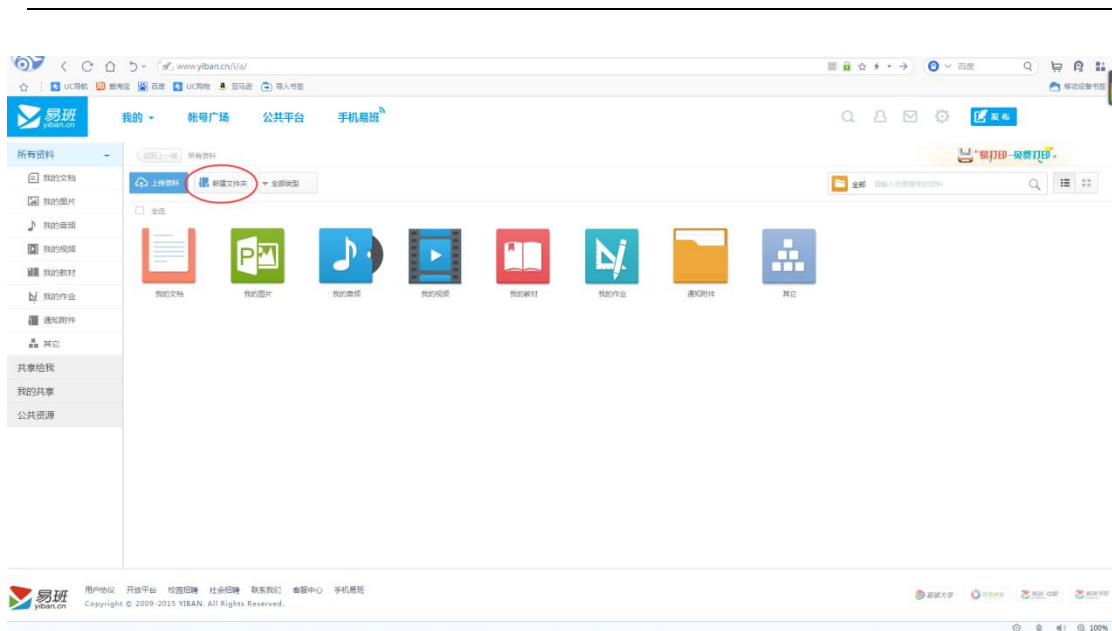 www.yiban.cn/i/a/
百度
UC导航 爱淘宝 百度 UC购物 亚马逊 导入书签
移动设备书签
易班
yiban.cn
我的 帐号广场 公共平台 手机易班
发布
所有资料 -
返回上一级 所有资料
"易打印—免费打印"
我的文档
上传资料 新建文件夹 全部类型
全部
我的图片
全选
我的音频
我的视频
我的教材
我的作业
通知附件
其它
我的文档 我的图片 我的音频 我的视频 我的教材 我的作业 通知附件 其它
共享给我
我的共享
公共资源
易班
yiban.cn
用户协议 开放平台 校园招聘 社会招聘 联系我们 客服中心 手机易班
Copyright © 2009-2015 YIBAN. All Rights Reserved.
易班大学
100%